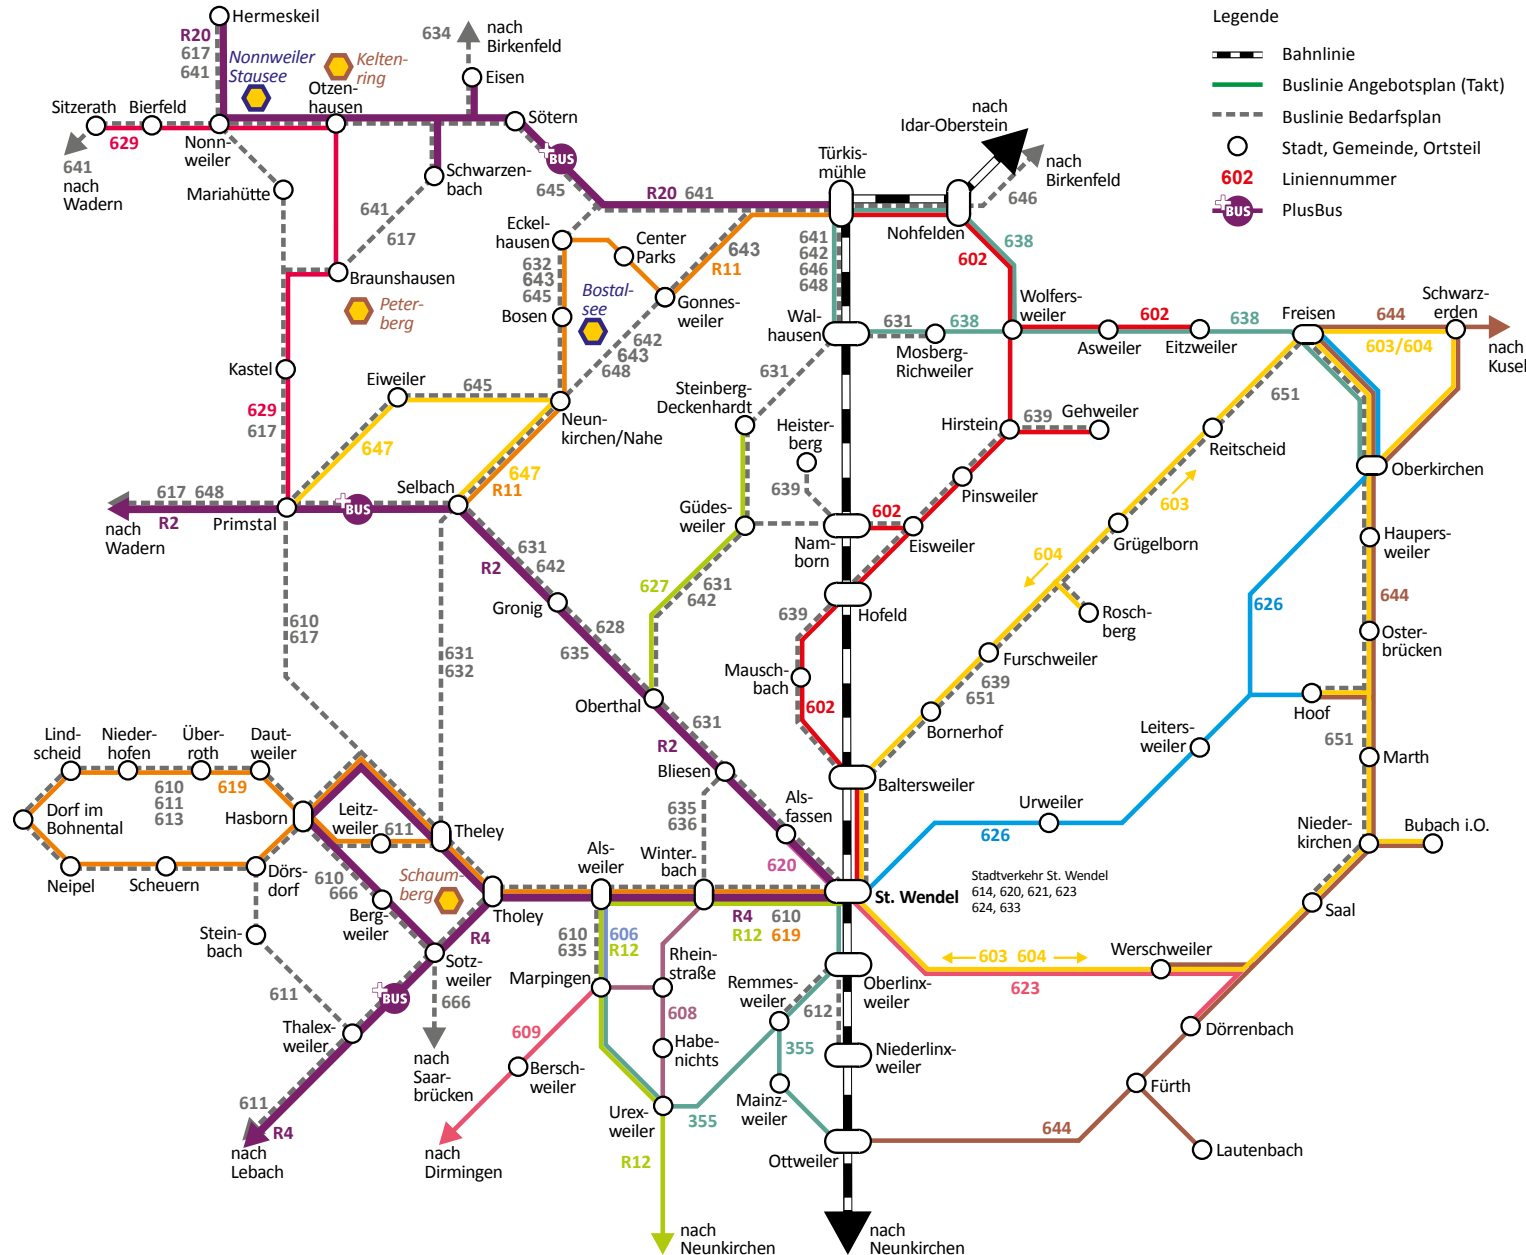 Hermeskeil
R20
617
641
Nonnweiler
Stausee
Kelten-
ring
634
nach
Birkenfeld
Eisen
Otzen-
hausen
Sitzerath
Bierfeld
Sötern
629
Nonn-
weiler
641
nach
Wadern
Mariahütte
Schwarzen-
bach
BUS
645
R20 641
641
617
Braunshausen
Peter-
berg
Eckel-
hausen
Center
Parks
632
643
645
Bostal-
see
Bosen
643
R11
Gonnes-
weiler
642
643
648
Kastel
629
617
Eiweiler
645
647
Neun-
kirchen/Nahe
647
R11
Selbach
617 648
R2
nach
Wadern
Primstal
BUS
Legende
Bahnlinie
Buslinie Angebotsplan (Takt)
Buslinie Bedarfsplan
Stadt, Gemeinde, Ortsteil
602 Liniennummer
BUS PlusBus
nach
Idar-Oberstein
Türkis-
mühle
nach
Birkenfeld
646
Nohfelden
638
602
641
642
646
648
Wal-
hausen
631
638
Mosberg-
Richweiler
Wolfers-
weiler
602
Asweiler
Eitzweiler
638
Freisen
Schwarz-
erden
644
603/604
nach
Kusel
631
Steinberg-
Deckenhardt
Heister-
berg
639
Hirstein
639
Gehweiler
651
Reitscheid
Oberkirchen
Pinsweiler
603
Güdes-
weiler
Nam-
born
602
Eisweiler
Grügelborn
Haupers-
weiler
604
627
631
642
Hofeld
639
Rosch-
berg
626
644
Oster-
brücken
R2
631
642
Gronig
628
635
610
617
631
632
Mausch-
bach
602
Furschweiler
639
651
Bornerhof
Hoof
Oberthal
631
R2
Bliesen
Leiters-
weiler
651
Marth
Lind-
scheid
Nieder-
hofen
Über-
roth
Daut-
weiler
610
611
613
619
Dorf im
Bohnental
Hasborn
Leitz-
weiler
611
Theley
635
636
Als-
fassen
620
Baltersweiler
Urweiler
626
Nieder-
kirchen
Bubach i.O.
Neipel
Scheuern
Dörs-
dorf
610
666
Schaum-
berg
Als-
weiler
Winter-
bach
Stadtverkehr St. Wendel
614, 620, 621, 623
624, 633
St. Wendel
Saal
Berg-
weiler
Tholey
R4
R4 610
R12 619
Stein-
bach
Sotz-
weiler
610
635
606
R12
Rhein-
straße
Werschweiler
603 604
623
BUS
666
611
Marpingen
Remmes-
weiler
Oberlinx-
weiler
612
Thalex-
weiler
608
609
Habe-
nichts
355
Niederlinx-
weiler
Dörrenbach
nach
Saar-
brücken
Bersch-
weiler
Fürth
611
R4
nach
Lebach
Urex-
weiler
355
Mainz-
weiler
644
nach
Dirmingen
R12
Ottweiler
Lautenbach
nach
Neunkirchen
nach
Neunkirchen